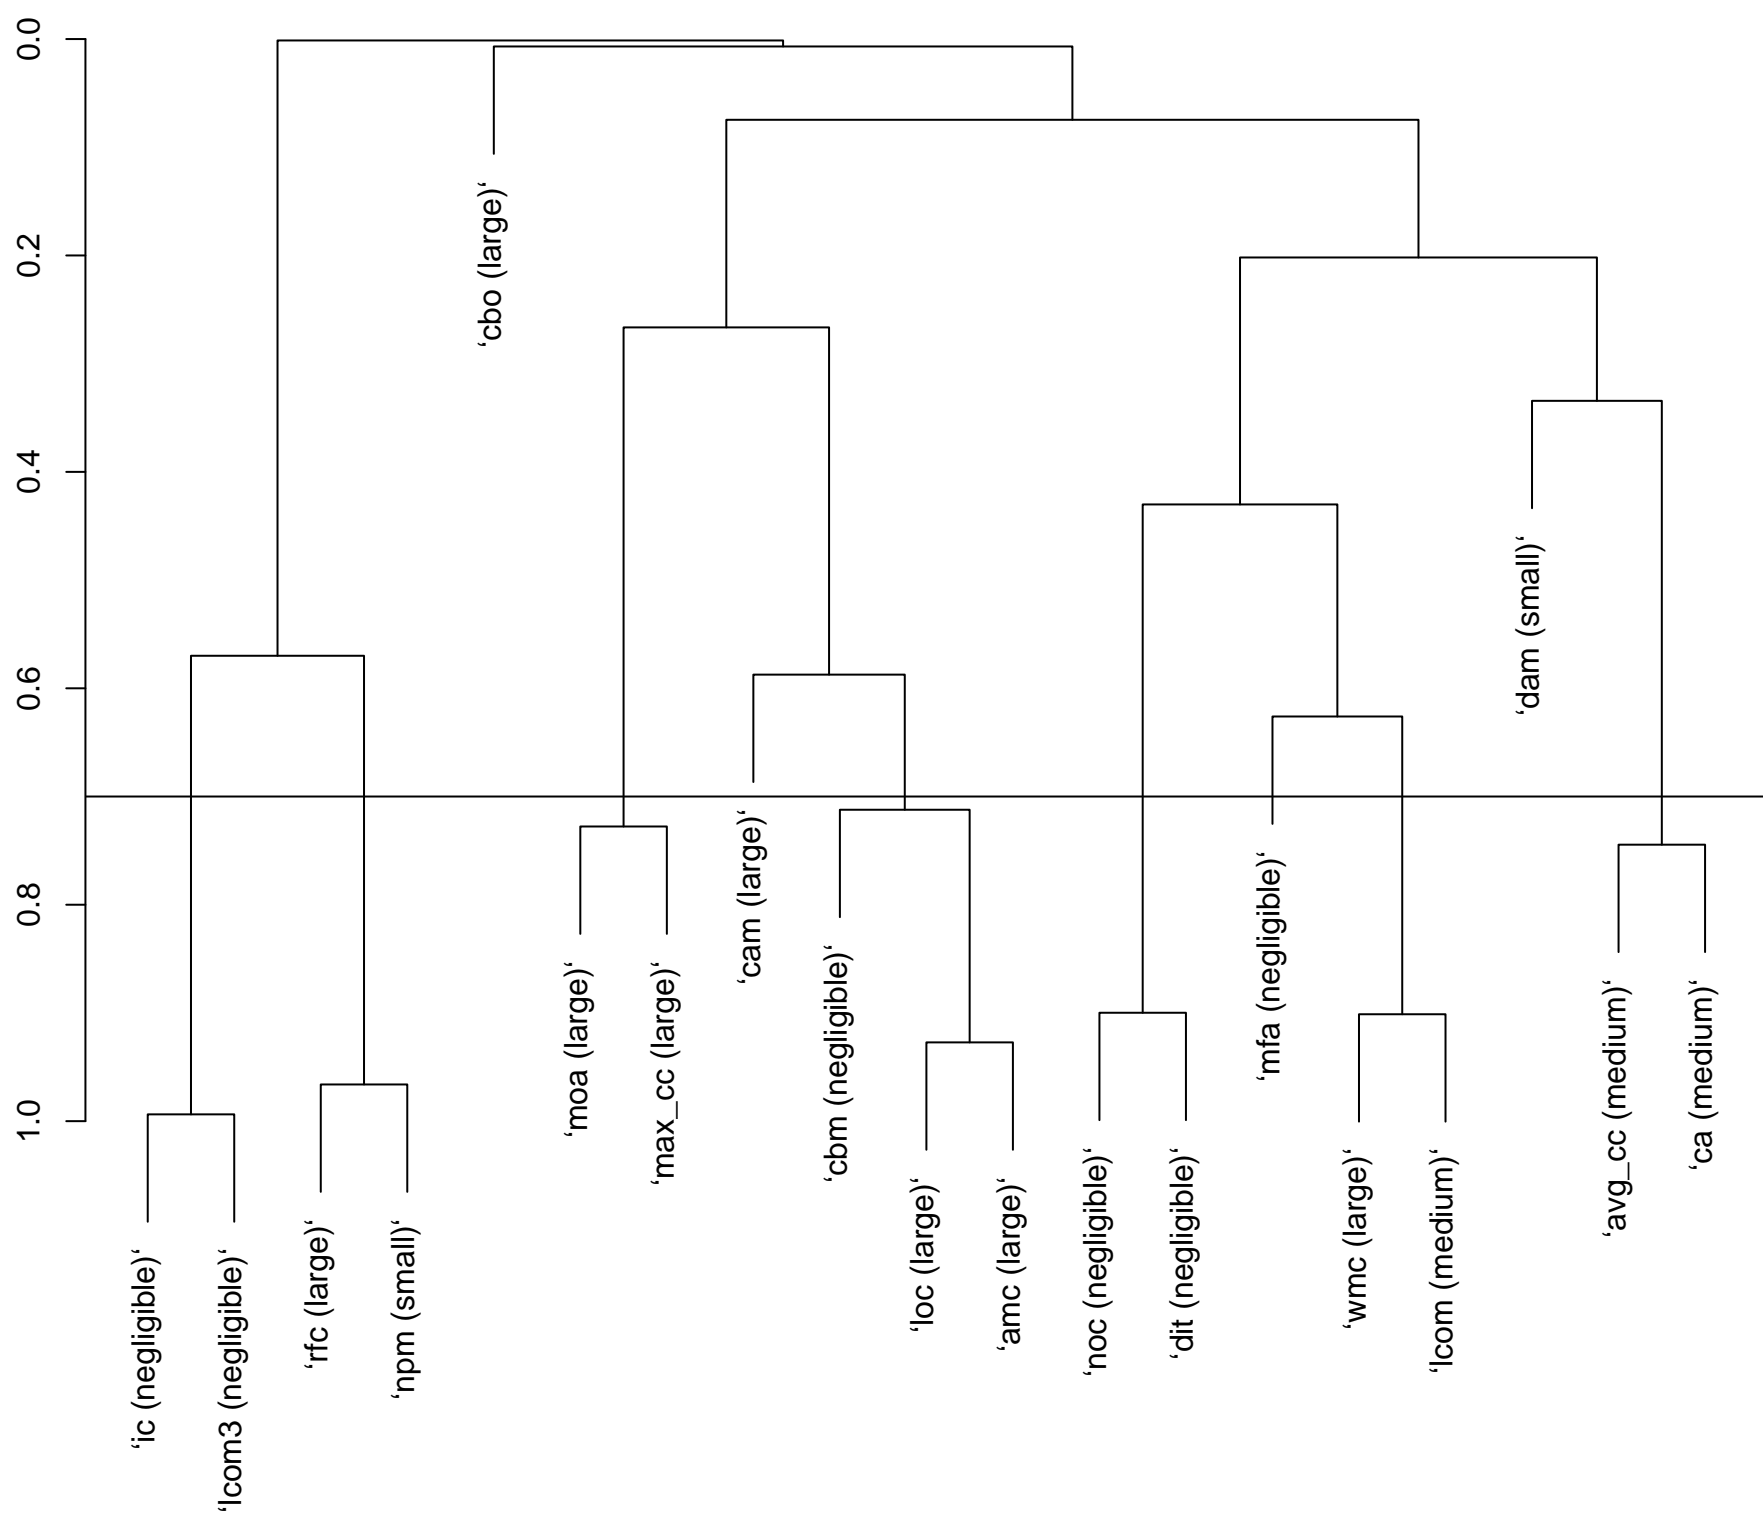 0.0
0.2
0.4
0.6
0.8
1.0
‘ic (negligible)‘
‘lcom3 (negligible)‘
‘rfc (large)‘
‘npm (small)‘
‘cbo (large)‘
‘moa (large)‘
‘max_cc (large)‘
‘cam (large)‘
‘cbm (negligible)‘
‘loc (large)‘
‘amc (large)‘
‘noc (negligible)‘
‘dit (negligible)‘
‘mfa (negligible)‘
‘wmc (large)‘
‘lcom (medium)‘
‘dam (small)‘
‘avg_cc (medium)‘
‘ca (medium)‘